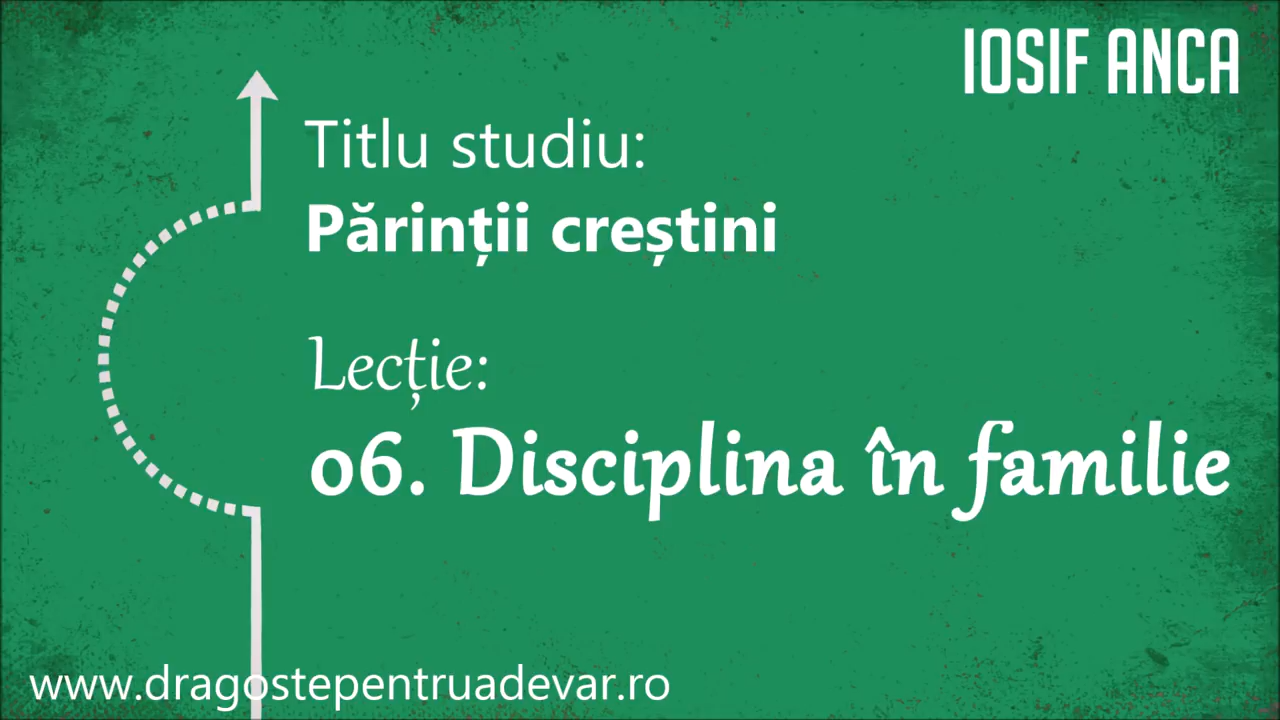 IOSIF ANCA
Titlu studiu:
Părinții creștini
Lecție:
06. Disciplina în familie
www.dragostepentruadevar.ro